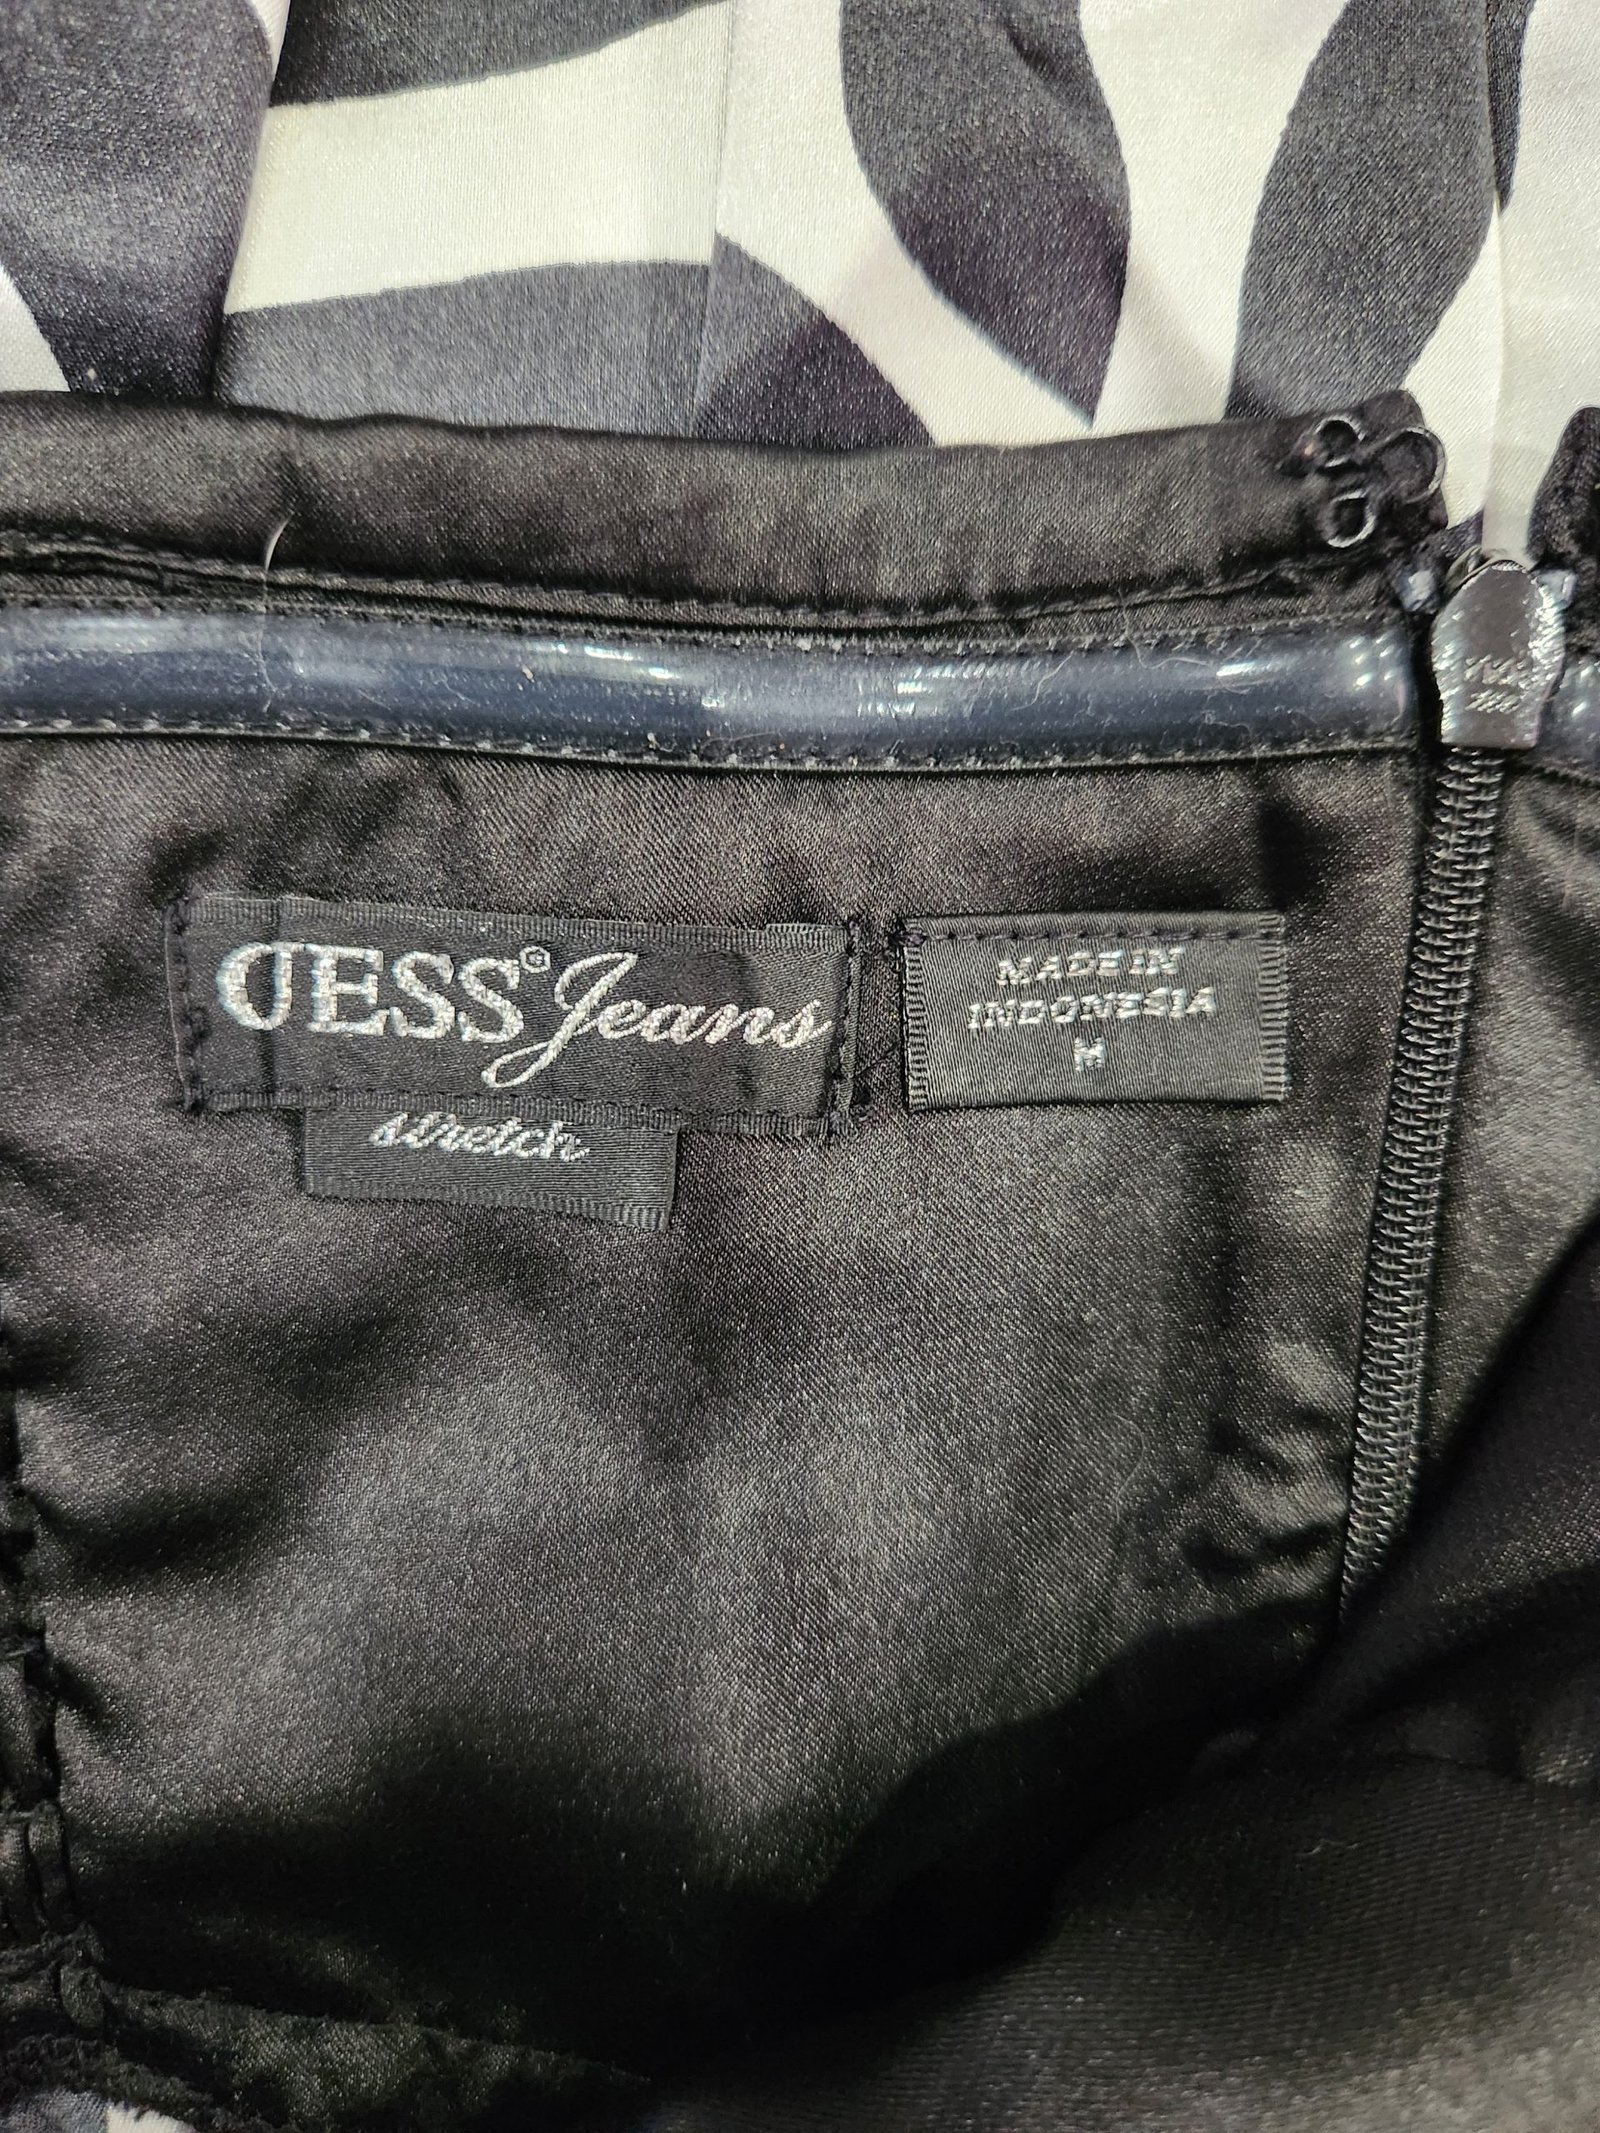 GUESS Jeans
stretch
MADE IN
INDONESIA
M